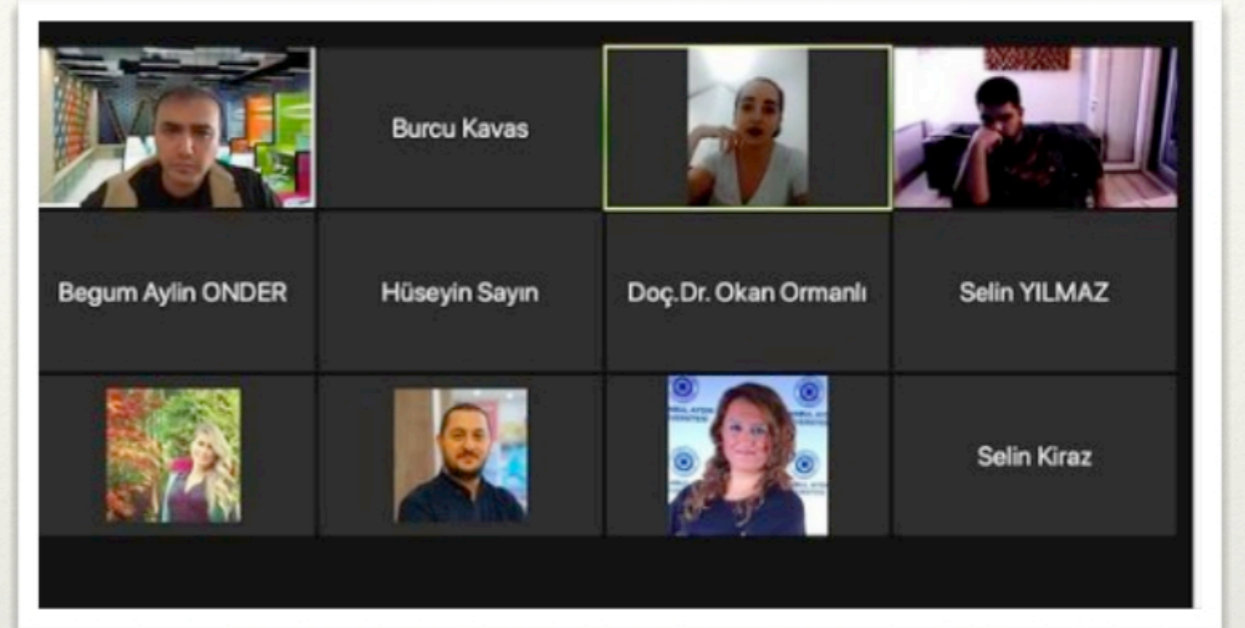 Burcu Kavas
Begum Aylin ONDER
Hüseyin Sayın
Doç.Dr. Okan Ormanlı
Selin YILMAZ
Selin Kiraz